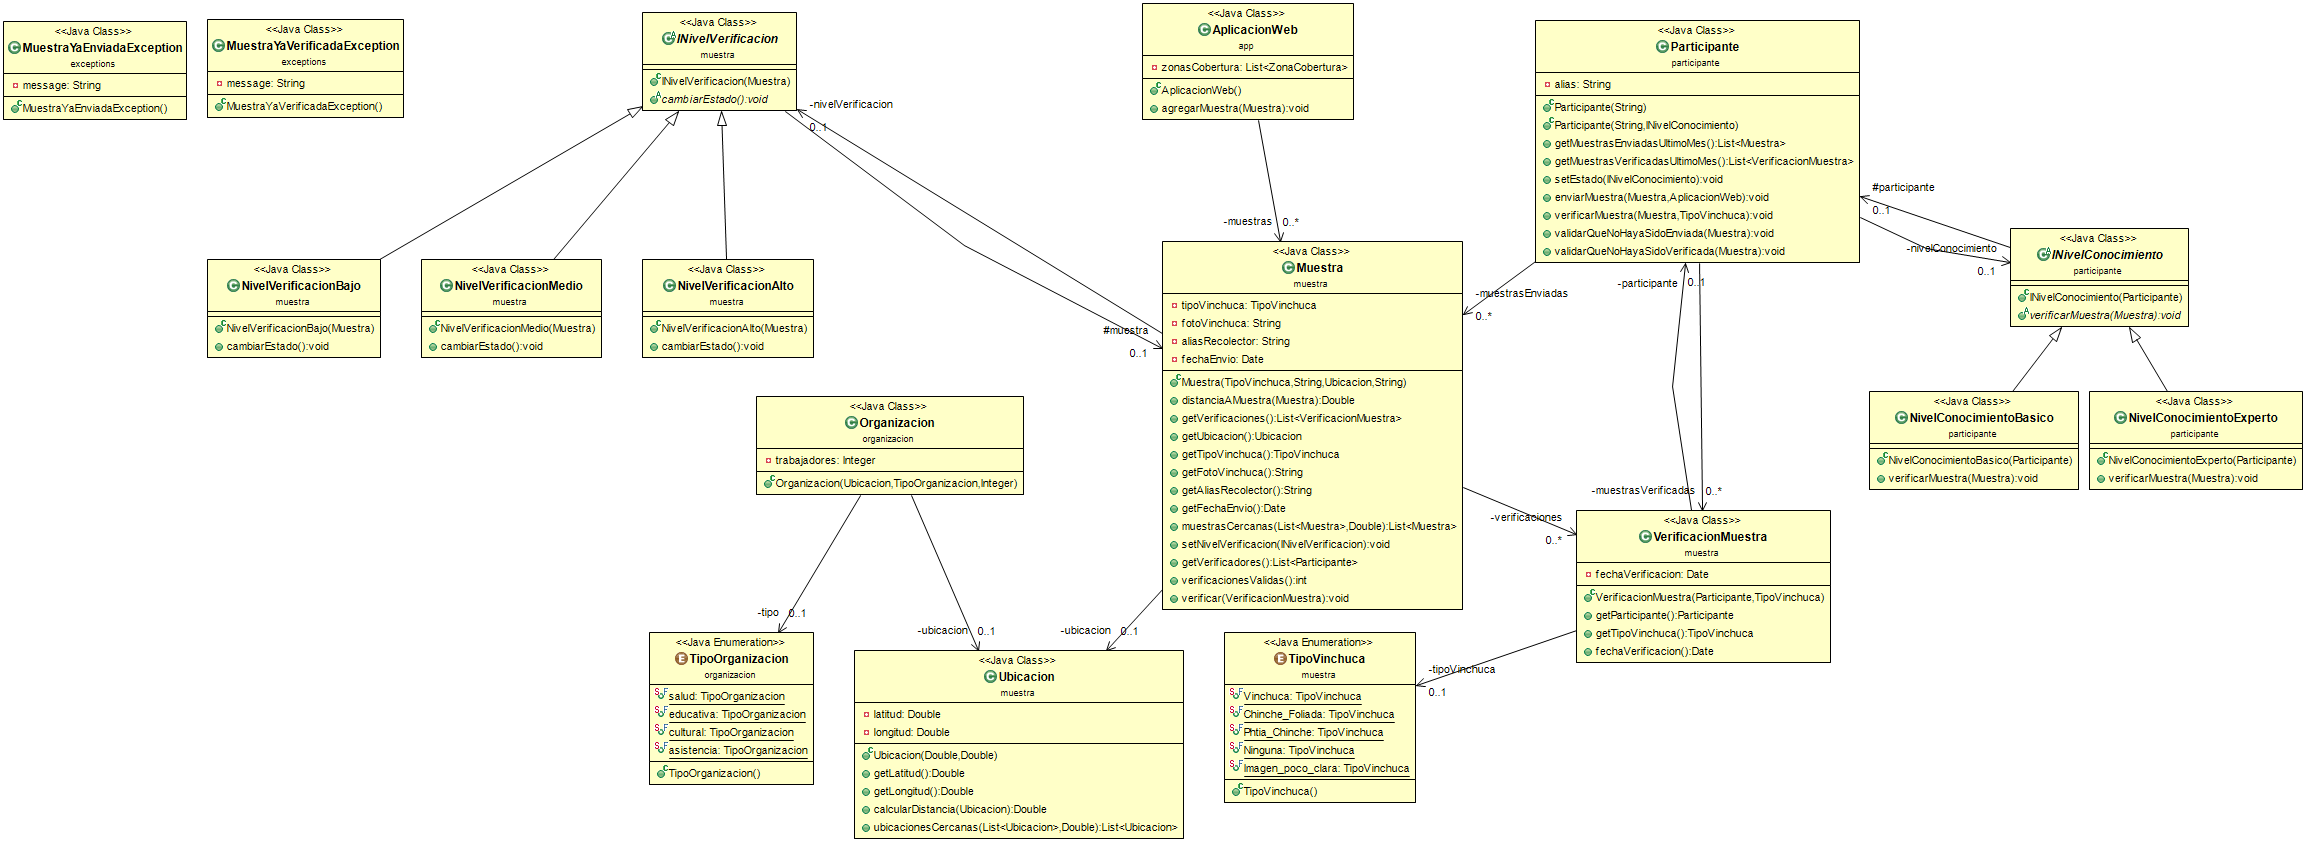 <<Java Class>>
MuestraYaEnviadaException
exceptions
message: String
MuestraYaEnviadaException()
<<Java Class>>
MuestraYaVerificadaException
exceptions
message: String
MuestraYaVerificadaException()
<<Java Class>>
INivelVerificacion
muestra
INivelVerificacion(Muestra)
cambiarEstado():void
-nivelVerificacion
0..1
<<Java Class>>
AplicacionWeb
app
zonasCobertura: List<ZonaCobertura>
AplicacionWeb()
agregarMuestra(Muestra):void
-muestras 0..*
<<Java Class>>
Participante
participante
alias: String
Participante(String)
Participante(String,INivelConocimiento)
getMuestrasEnviadasUltimoMes():List<Muestra>
getMuestrasVerificadasUltimoMes():List<VerificacionMuestra>
setEstado(INivelConocimiento):void
enviarMuestra(Muestra,AplicacionWeb):void
verificarMuestra(Muestra,TipoVinchuca):void
validarQueNoHayaSidoEnviada(Muestra):void
validarQueNoHayaSidoVerificada(Muestra):void
#participante
0..1
-nivelConocimiento
0..1
<<Java Class>>
INivelConocimiento
participante
INivelConocimiento(Participante)
verificarMuestra(Muestra):void
<<Java Class>>
NivelVerificacionBajo
muestra
NivelVerificacionBajo(Muestra)
cambiarEstado():void
<<Java Class>>
NivelVerificacionMedio
muestra
NivelVerificacionMedio(Muestra)
cambiarEstado():void
<<Java Class>>
NivelVerificacionAlto
muestra
NivelVerificacionAlto(Muestra)
cambiarEstado():void
#muestra
0..1
<<Java Class>>
Muestra
muestra
tipoVinchuca: TipoVinchuca
fotoVinchuca: String
aliasRecolector: String
fechaEnvio: Date
Muestra(TipoVinchuca,String,Ubicacion,String)
distanciaAMuestra(Muestra):Double
getVerificaciones():List<VerificacionMuestra>
getUbicacion():Ubicacion
getTipoVinchuca():TipoVinchuca
getFotoVinchuca():String
getAliasRecolector():String
getFechaEnvio():Date
muestrasCercanas(List<Muestra>,Double):List<Muestra>
setNivelVerificacion(INivelVerificacion):void
getVerificadores():List<Participante>
verificacionesValidas():int
verificar(VerificacionMuestra):void
-muestrasEnviadas
0..*
-participante 0..1
-muestrasVerificadas 0..*
-verificaciones
0..*
<<Java Class>>
NivelConocimientoBasico
participante
NivelConocimientoBasico(Participante)
verificarMuestra(Muestra):void
<<Java Class>>
NivelConocimientoExperto
participante
NivelConocimientoExperto(Participante)
verificarMuestra(Muestra):void
<<Java Class>>
Organizacion
organizacion
trabajadores: Integer
Organizacion(Ubicacion,TipoOrganizacion,Integer)
<<Java Class>>
VerificacionMuestra
muestra
fechaVerificacion: Date
VerificacionMuestra(Participante,TipoVinchuca)
getParticipante():Participante
getTipoVinchuca():TipoVinchuca
fechaVerificacion():Date
-tipo 0..1
-ubicacion 0..1
-ubicacion 0..1
-tipoVinchuca
0..1
<<Java Enumeration>>
TipoOrganizacion
organizacion
salud: TipoOrganizacion
educativa: TipoOrganizacion
cultural: TipoOrganizacion
asistencia: TipoOrganizacion
TipoOrganizacion()
<<Java Class>>
Ubicacion
muestra
latitud: Double
longitud: Double
Ubicacion(Double,Double)
getLatitud():Double
getLongitud():Double
calcularDistancia(Ubicacion):Double
ubicacionesCercanas(List<Ubicacion>,Double):List<Ubicacion>
<<Java Enumeration>>
TipoVinchuca
muestra
Vinchuca: TipoVinchuca
Chinche_Foliada: TipoVinchuca
Phtia_Chinche: TipoVinchuca
Ninguna: TipoVinchuca
Imagen_poco_clara: TipoVinchuca
TipoVinchuca()